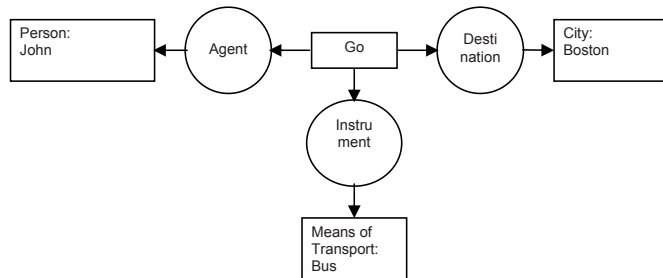 Person:
John
Agent
Go
Desti
nation
City:
Boston
Instru
ment
Means of
Transport:
Bus